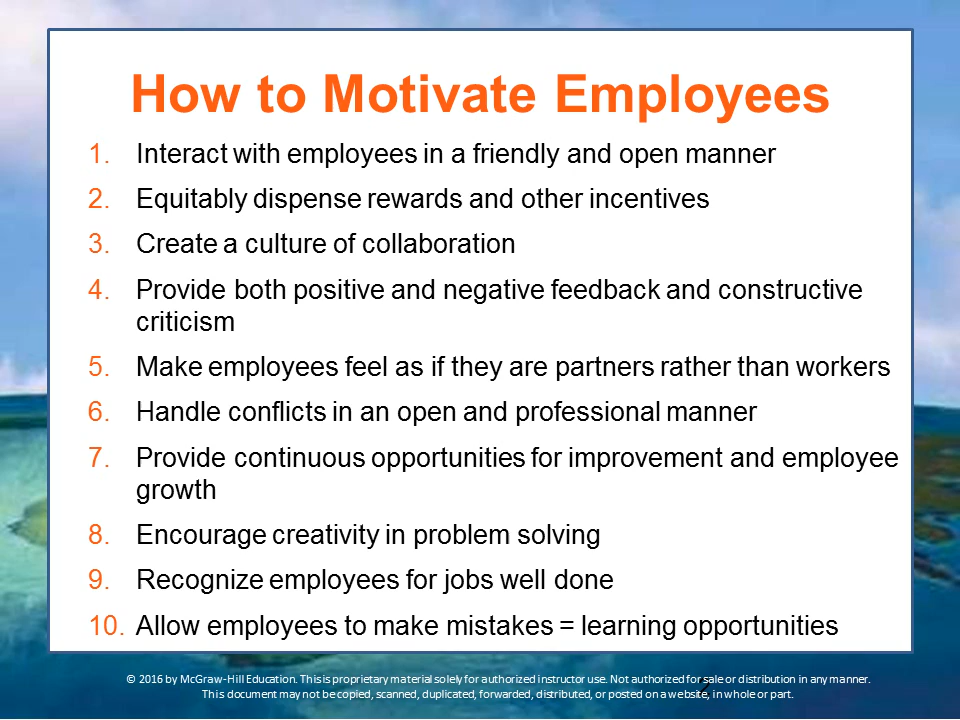 How to Motivate Employees
1. Interact with employees in a friendly and open manner
2. Equitably dispense rewards and other incentives
3. Create a culture of collaboration
4. Provide both positive and negative feedback and constructive
criticism
5. Make employees feel as if they are partners rather than workers
6. Handle conflicts in an open and professional manner
7. Provide continuous opportunities for improvement and employee
growth
8. Encourage creativity in problem solving
9. Recognize employees for jobs well done
10. Allow employees to make mistakes = learning opportunities
© 2016 by McGraw-Hill Education. This is proprietary material solely for authorized instructor use. Not authorized for sale or distribution in any manner.
This document may not be copied, scanned, duplicated, forwarded, distributed, or posted on a website, in whole or part.